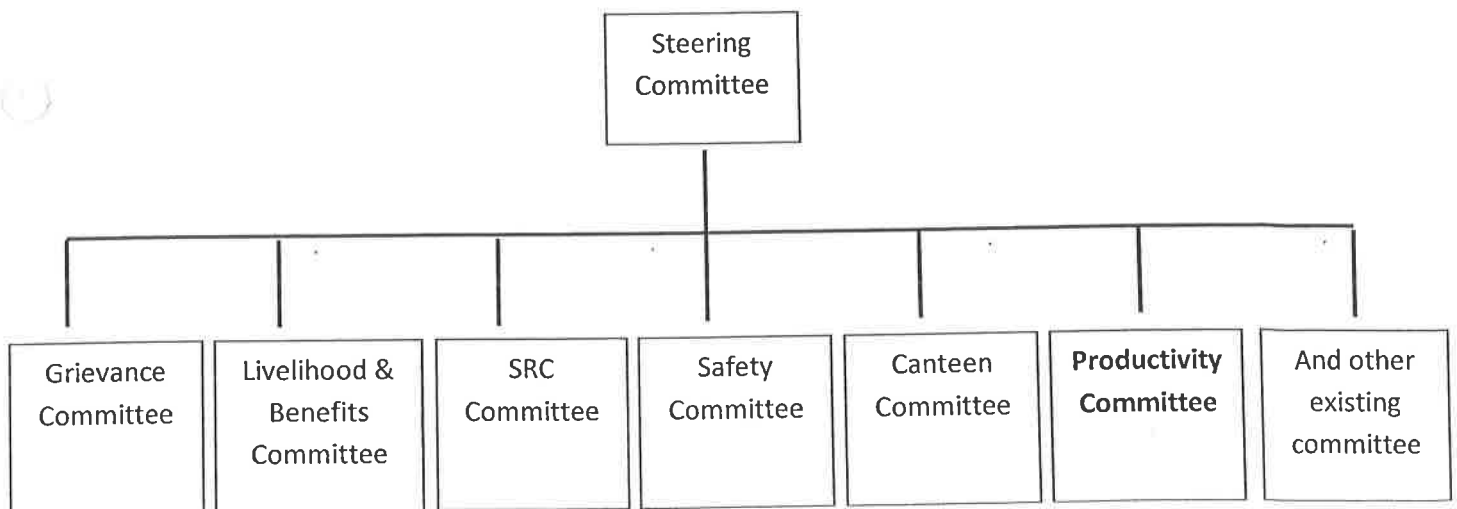 Steering
Committee
Grievance
Committee
Livelihood &
Benefits
Committee
SRC
Committee
Safety
Committee
Canteen
Committee
Productivity
Committee
And other
existing
committee